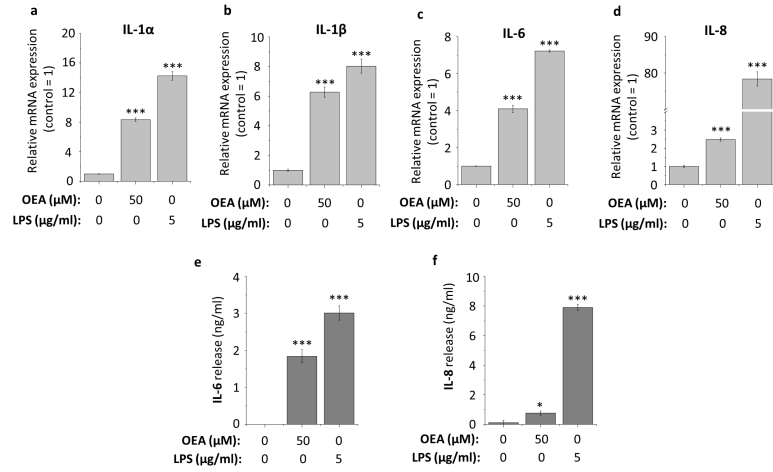 a
IL-1α
Relative mRNA expression
(control = 1)
20
16
12
8
4
0
OEA (µM): 0 50 0
LPS (µg/ml): 0 0 5
***
***
b
IL-1β
Relative mRNA expression
(control = 1)
10
8
6
4
2
0
OEA (µM): 0 50 0
LPS (µg/ml): 0 0 5
***
***
c
IL-6
Relative mRNA expression
(control = 1)
8
6
4
2
0
OEA (µM): 0 50 0
LPS (µg/ml): 0 0 5
***
***
d
IL-8
Relative mRNA expression
(control = 1)
100
80
3
2
1
0
OEA (µM): 0 50 0
LPS (µg/ml): 0 0 5
***
***
e
IL-6 release (ng/ml)
4
3
2
1
0
OEA (µM): 0 50 0
LPS (µg/ml): 0 0 5
***
***
f
IL-8 release (ng/ml)
10
8
6
4
2
0
OEA (µM): 0 50 0
LPS (µg/ml): 0 0 5
*
***